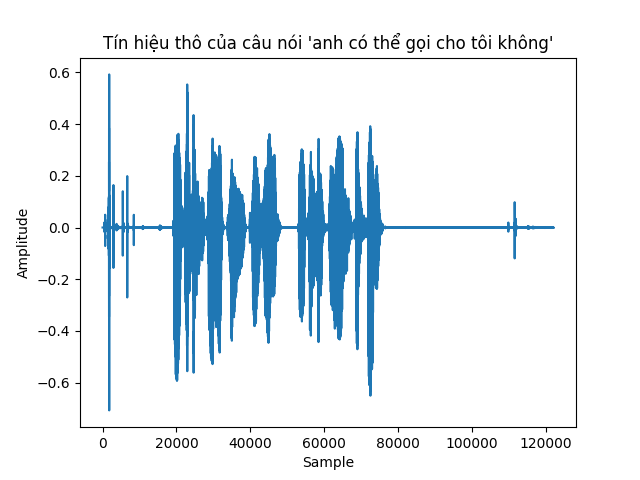 Tín hiệu thô của câu nói 'anh có thể gọi cho tôi không'
Amplitude
0.6
0.4
0.2
0.0
−0.2
−0.4
−0.6
0 20000 40000 60000 80000 100000 120000
Sample